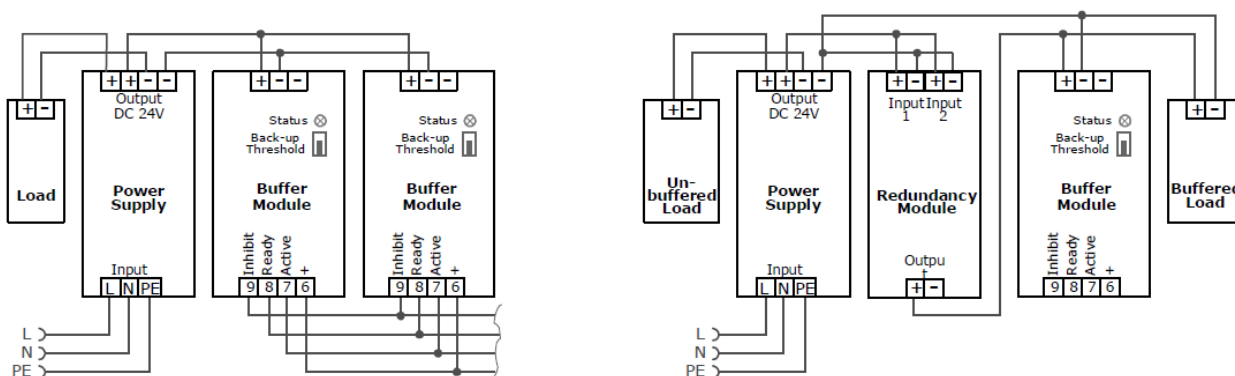 + + - -
Output
DC 24V
+ -
Load
Power
Supply
Input
L N PE
L
N
PE
+ - -
Status
Back-up
Threshold
Buffer
Module
Inhibit
Ready
Active
+
9 8 7 6
+ - -
Status
Back-up
Threshold
Buffer
Module
Inhibit
Ready
Active
+
9 8 7 6
+ -
Un-
buffered
Load
+ + - -
Output
DC 24V
Power
Supply
Input
L N PE
L
N
PE
+ - + -
Input Input
1 2
Redundancy
Module
Outpu
t
+ -
+ - -
Status
Back-up
Threshold
Buffer
Module
Inhibit
Ready
Active
+
9 8 7 6
+ -
Buffered
Load